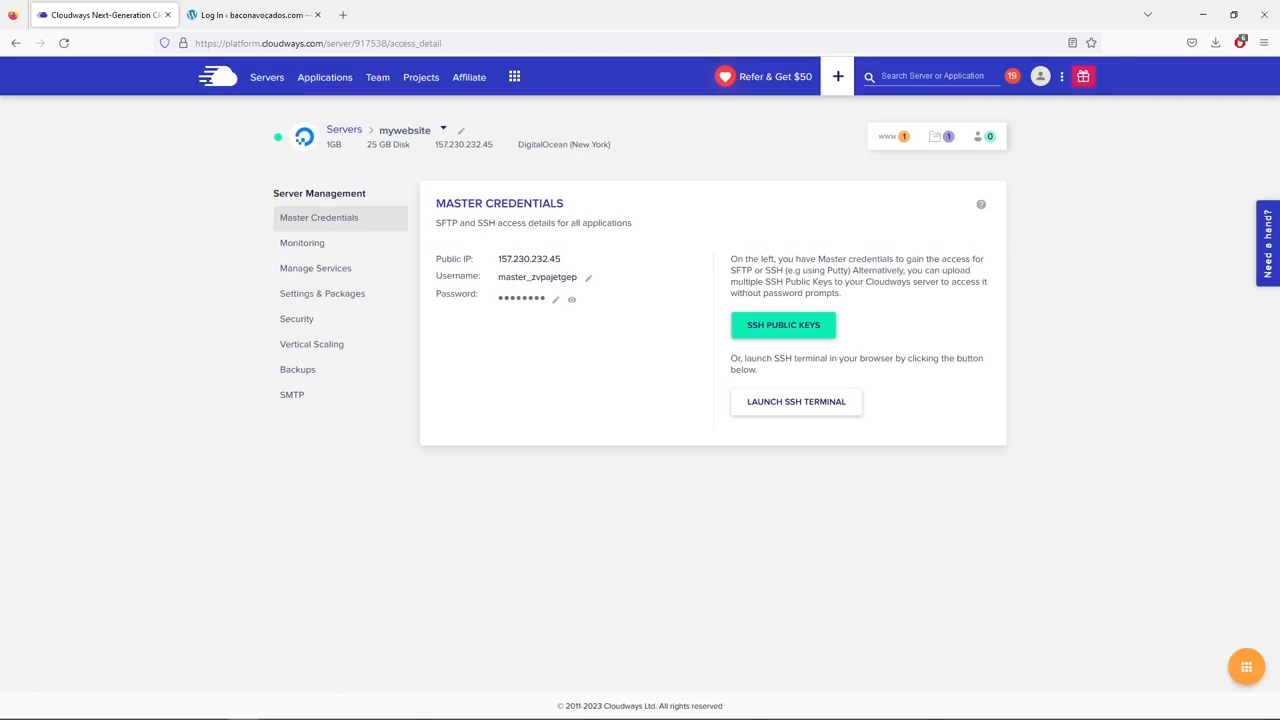 Cloudways Next-Generation Cl
Log In ‹ baconavocados.com —
https://platform.cloudways.com/server/917538/access_detail
6
Servers
Applications
Team
Projects
Affiliate
Refer & Get $50
+
Search Server or Application
19
Servers > mywebsite
1GB
25 GB Disk
157.230.232.45
DigitalOcean (New York)
www 1
1
0
Server Management
Master Credentials
Monitoring
Manage Services
Settings & Packages
Security
Vertical Scaling
Backups
SMTP
MASTER CREDENTIALS
SFTP and SSH access details for all applications
Public IP: 157.230.232.45
Username: master_zvpajetgep
Password: ••••••••
On the left, you have Master credentials to gain the access for
SFTP or SSH (e.g using Putty) Alternatively, you can upload
multiple SSH Public Keys to your Cloudways server to access it
without password prompts.
SSH PUBLIC KEYS
Or, launch SSH terminal in your browser by clicking the button
below.
LAUNCH SSH TERMINAL
Need a hand?
© 2011-2023 Cloudways Ltd. All rights reserved